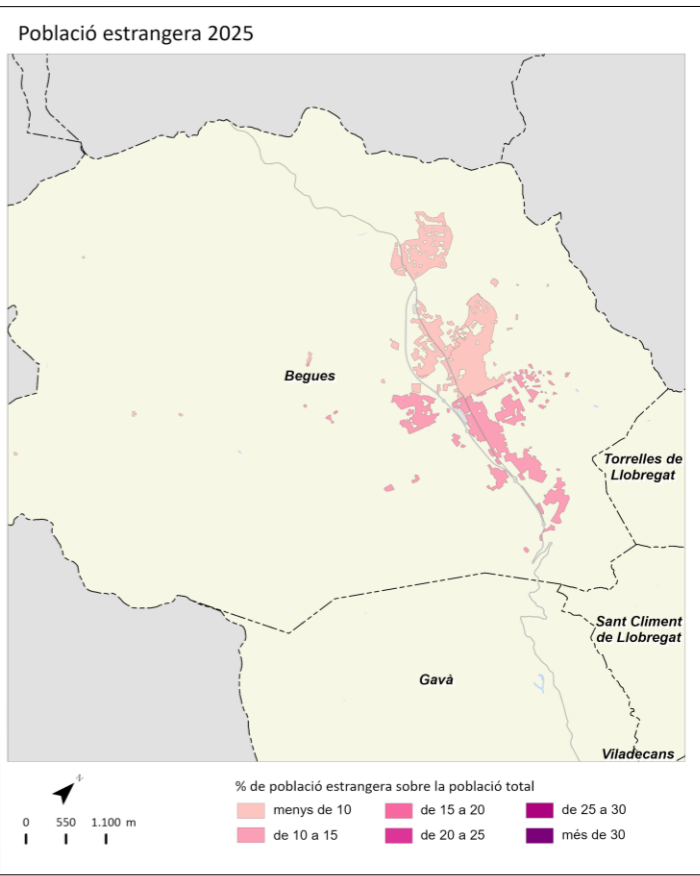 Població estrangera 2025
Begues
Torrelles de
Llobregat
Sant Climent
de Llobregat
Gavà
Viladecans
N
0 550 1.100 m
% de població estrangera sobre la població total
menys de 10
de 10 a 15
de 15 a 20
de 20 a 25
de 25 a 30
més de 30